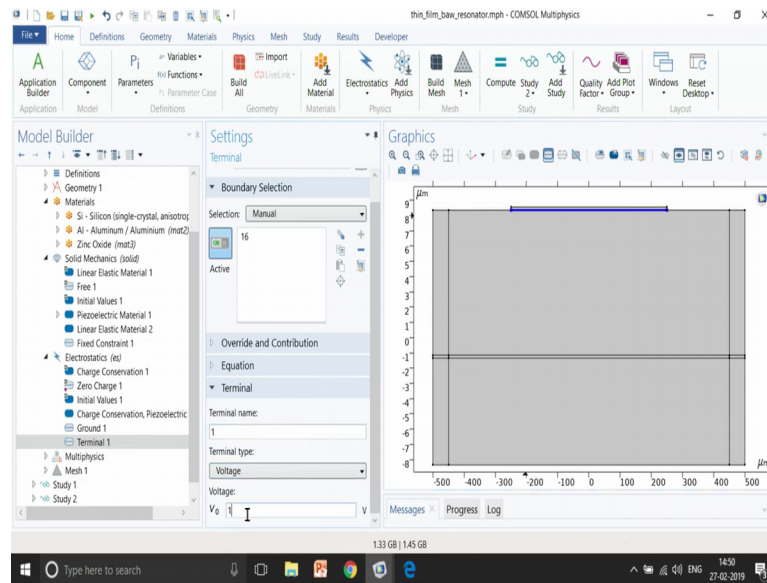 thin_film_baw_resonator.mph - COMSOL Multiphysics
File Home Definitions Geometry Materials Physics Mesh Study Results Developer
Application Builder
Component
Parameters
a= Variables
f(x) Functions
Pi Parameter Case
Build All
Import
LiveLink
Add Material
Electrostatics
Add Physics
Build Mesh
Mesh 1
Compute
Study 2
Add Study
Quality Factor
Add Plot Group
Windows
Reset Desktop
Application Model Definitions Geometry Materials Physics Mesh Study Results Layout
Model Builder
Definitions
Geometry 1
Materials
Si - Silicon (single-crystal, anisotrop
Al - Aluminum / Aluminium (mat2)
Zinc Oxide (mat3)
Solid Mechanics (solid)
Linear Elastic Material 1
Free 1
Initial Values 1
Piezoelectric Material 1
Linear Elastic Material 2
Fixed Constraint 1
Electrostatics (es)
Charge Conservation 1
Zero Charge 1
Initial Values 1
Charge Conservation, Piezoelectric
Ground 1
Terminal 1
Multiphysics
Mesh 1
Study 1
Study 2
Settings
Terminal
Boundary Selection
Selection: Manual
16
Active
Override and Contribution
Equation
Terminal
Terminal name:
1
Terminal type:
Voltage
Voltage:
V0 1 V
Graphics
μm
9
8
7
6
5
4
3
2
1
0
-1
-2
-3
-4
-5
-6
-7
-8
-500 -400 -300 -200 -100 0 100 200 300 400 500
μm
Messages Progress Log
1.33 GB | 1.45 GB
Type here to search
ENG
14:50
27-02-2019